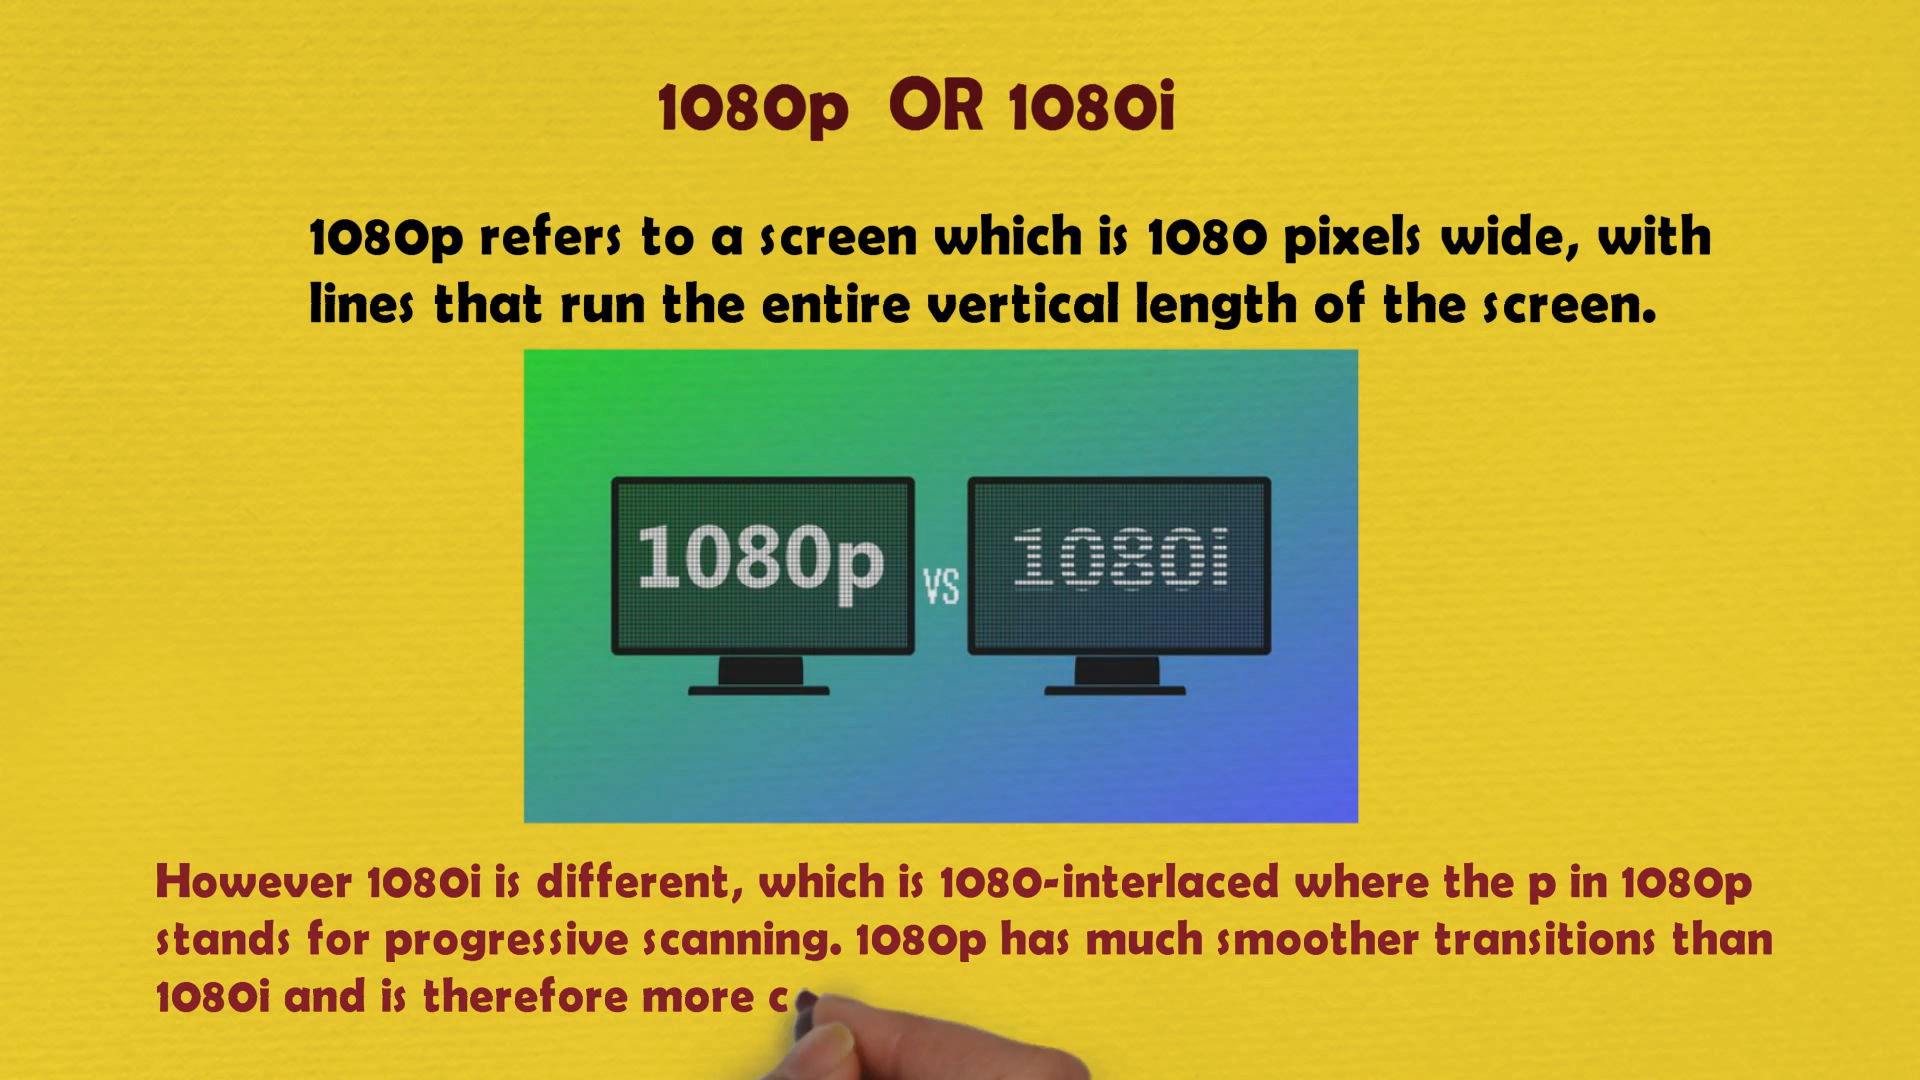 1080p OR 1080i
1080p refers to a screen which is 1080 pixels wide, with
lines that run the entire vertical length of the screen.
1080p vs 1080i
However 1080i is different, which is 1080-interlaced where the p in 1080p
stands for progressive scanning. 1080p has much smoother transitions than
1080i and is therefore more c